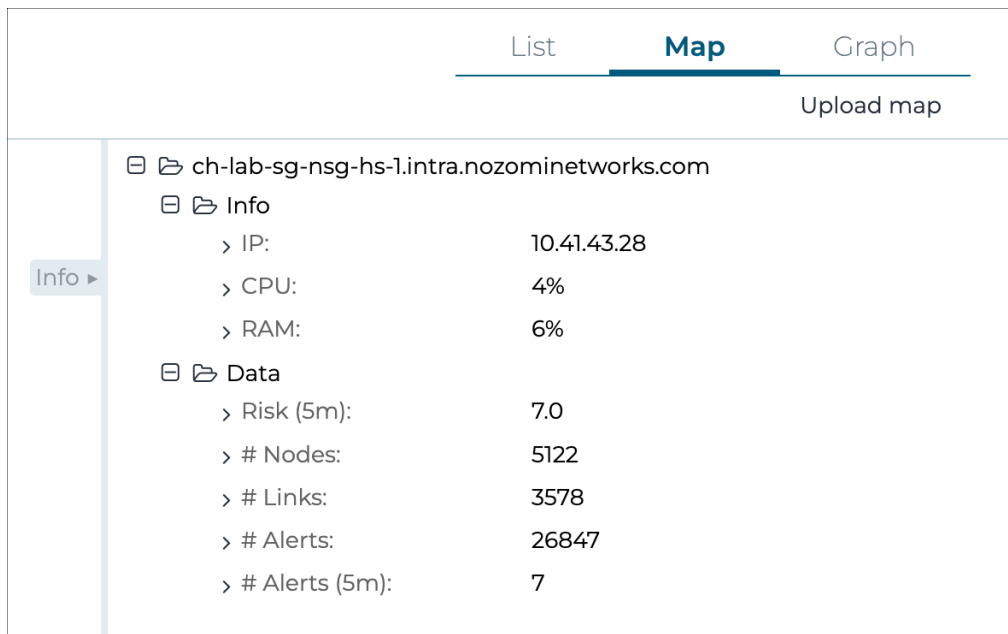 List Map Graph
Upload map
ch-lab-sg-nsg-hs-1.intra.nozominetworks.com
Info
IP: 10.41.43.28
Info
CPU: 4%
RAM: 6%
Data
Risk (5m): 7.0
# Nodes: 5122
# Links: 3578
# Alerts: 26847
# Alerts (5m): 7